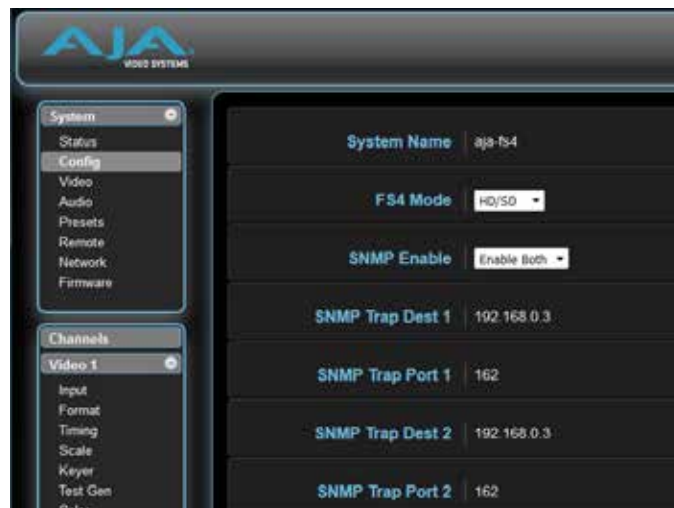 AJA
VIDEO SYSTEMS
System
Status
Config
Video
Audio
Presets
Remote
Network
Firmware
Channels
Video 1
Input
Format
Timing
Scale
Keyer
Test Gen
System Name aja-fs4
FS4 Mode HD/SD
SNMP Enable Enable Both
SNMP Trap Dest 1 192.168.0.3
SNMP Trap Port 1 162
SNMP Trap Dest 2 192.168.0.3
SNMP Trap Port 2 162